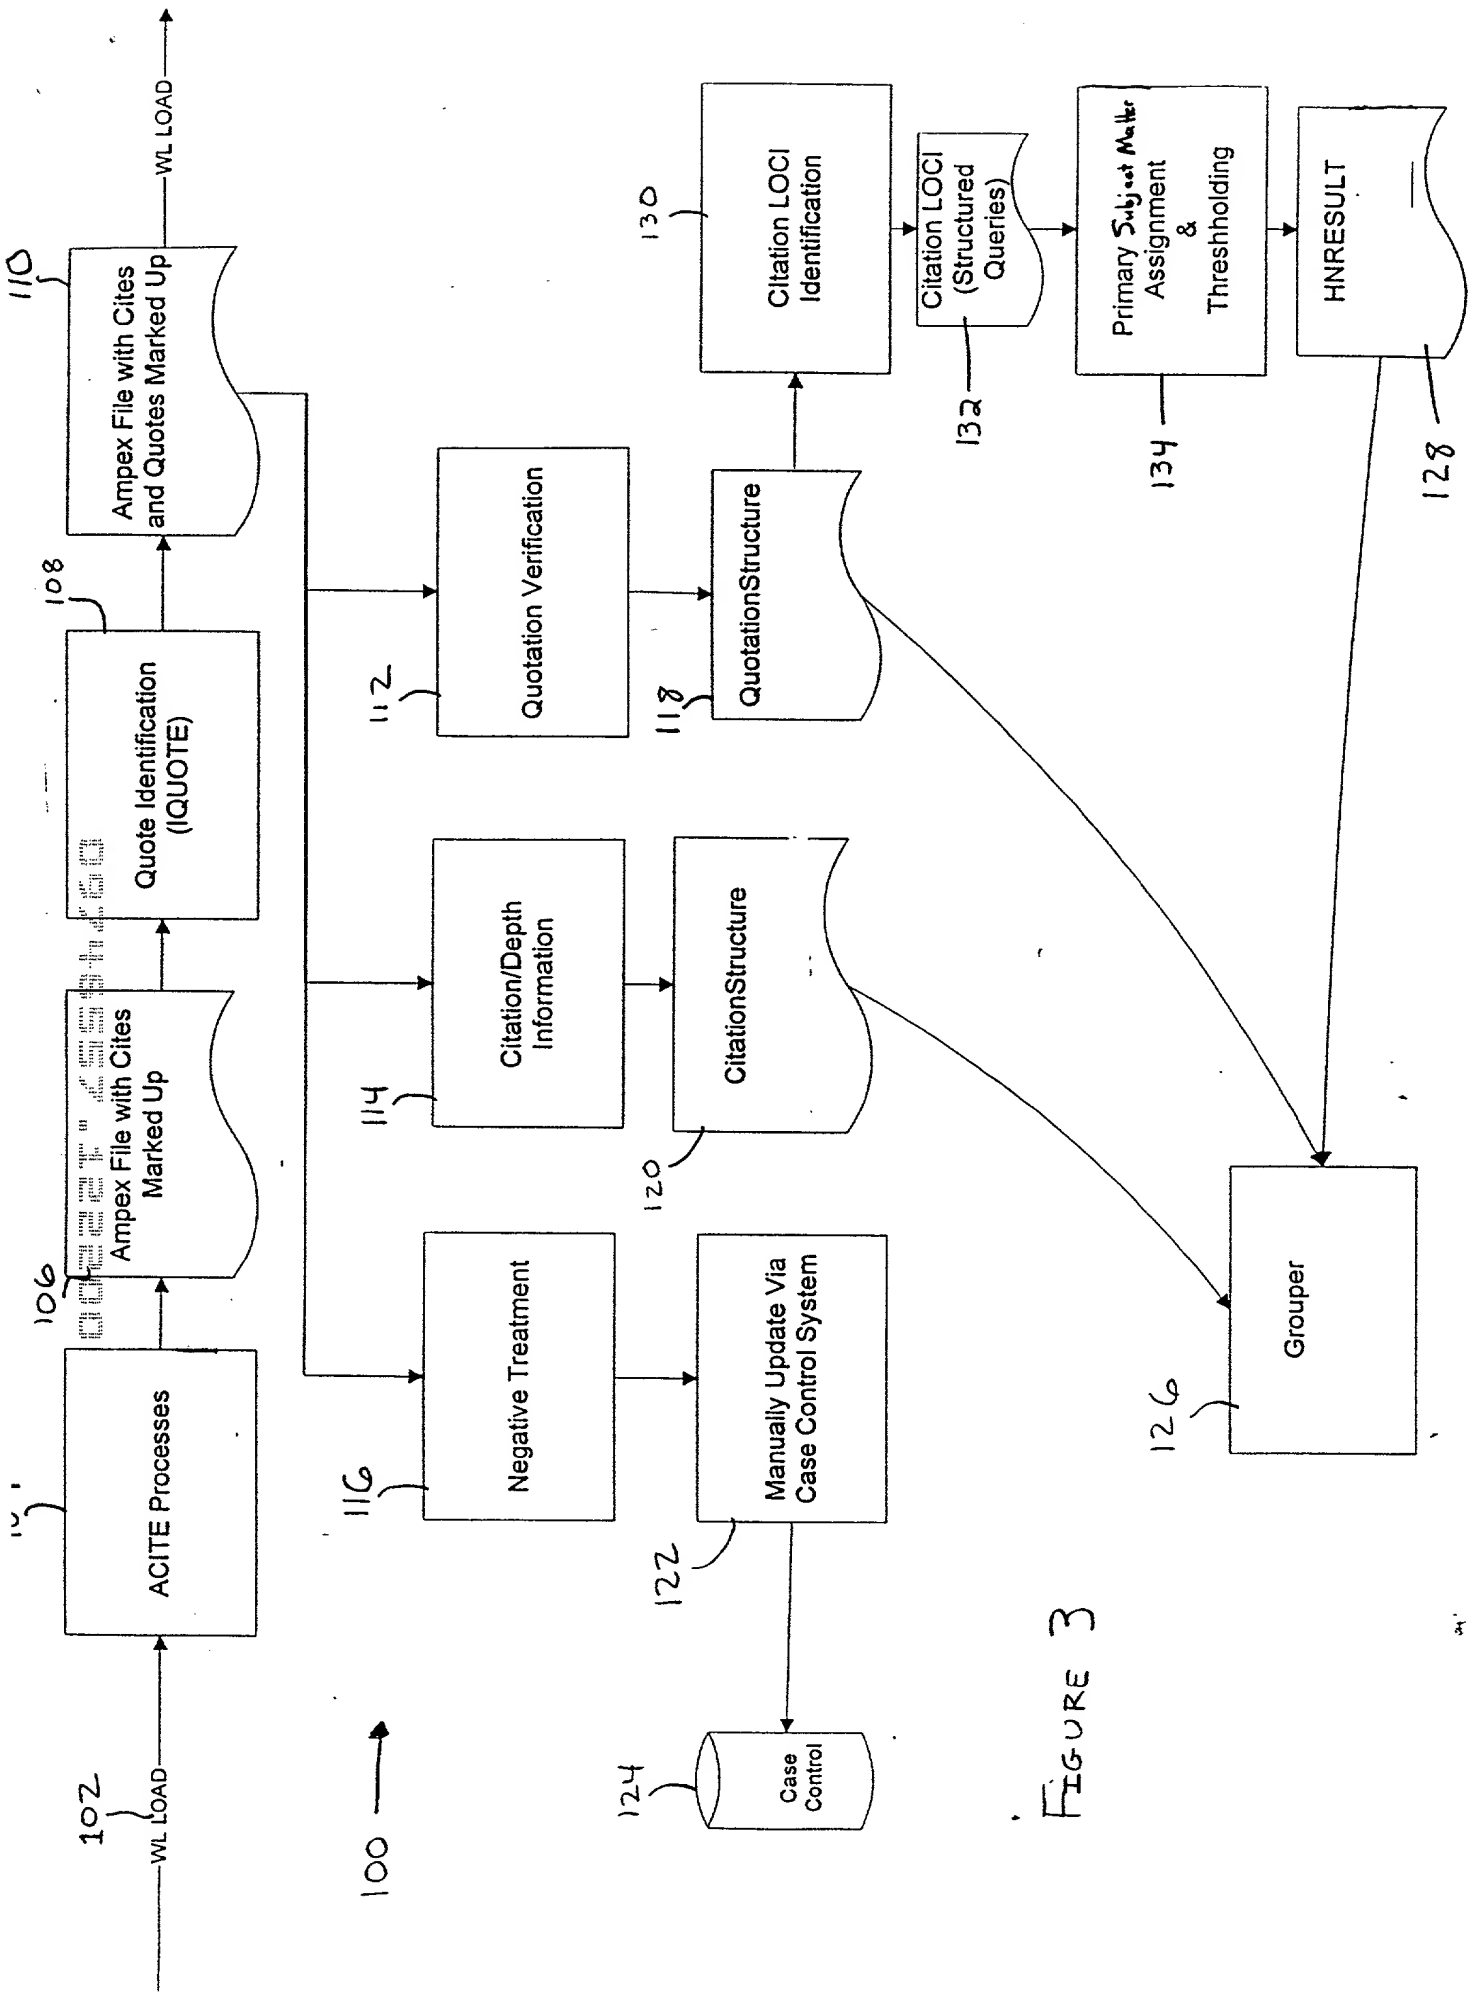 102
WL LOAD
ACITE Processes
106
Ampex File with Cites
Marked Up
108
Quote Identification
(IQUOTE)
110
Ampex File with Cites
and Quotes Marked Up
WL LOAD
100
116
Negative Treatment
114
Citation/Depth
Information
112
Quotation Verification
130
CItation LOCI
Identification
124
Case
Control
122
Manually Update Via
Case Control System
120
CitationStructure
118
QuotationStructure
132
Citation LOCI
(Structured
Queries)
134
Primary Subject Matter
Assignment
&
Threshholding
126
Grouper
128
HNRESULT
FIGURE 3